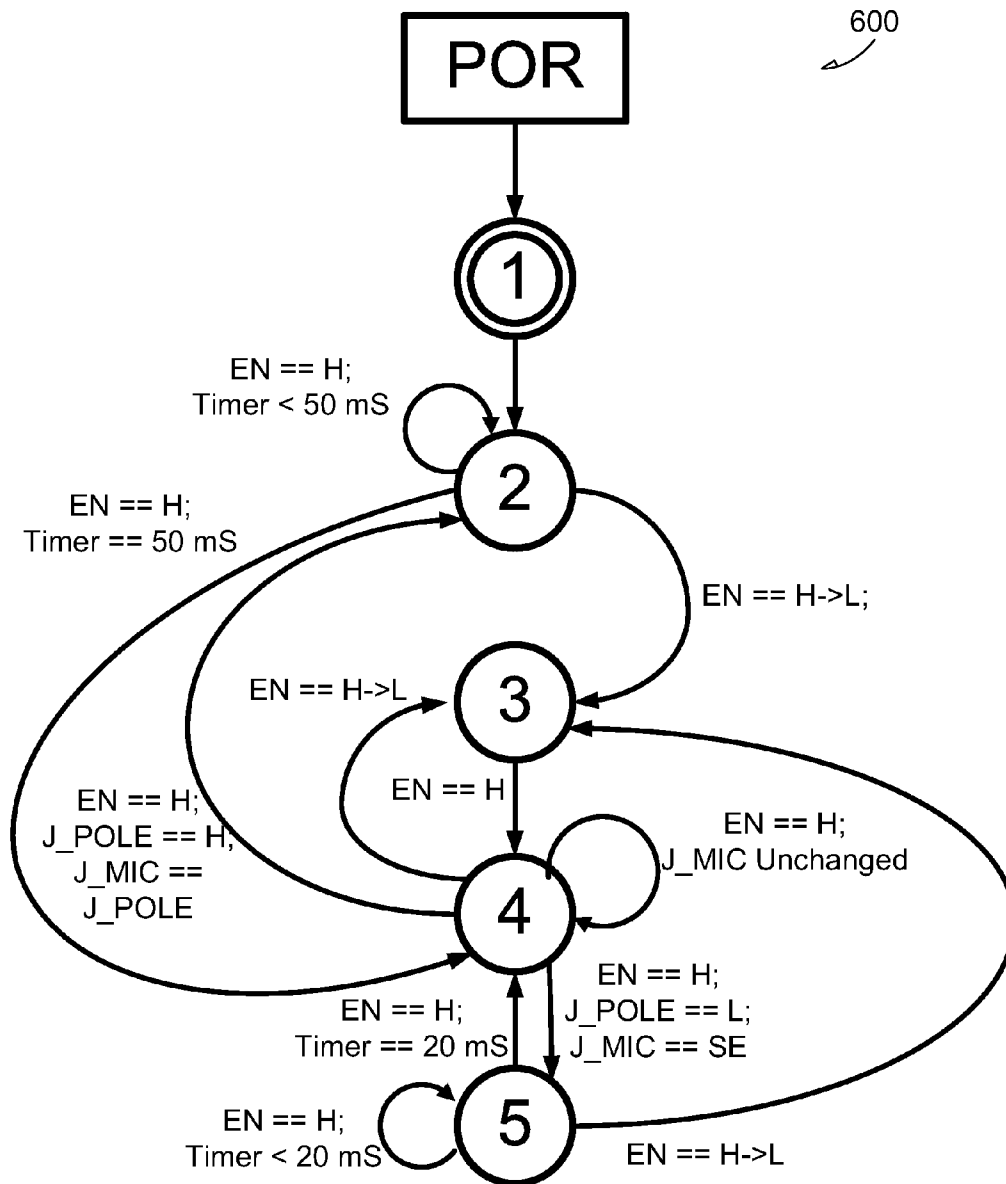 600
POR
1
EN == H;
Timer < 50 mS
2
EN == H;
Timer == 50 mS
EN == H->L;
3
EN == H->L
EN == H
EN == H;
J_POLE == H;
J_MIC ==
J_POLE
EN == H;
J_MIC Unchanged
4
EN == H;
Timer == 20 mS
EN == H;
J_POLE == L;
J_MIC == SE
5
EN == H;
Timer < 20 mS
EN == H->L